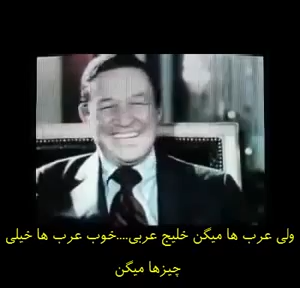 ولی عرب ها میگن خلیج عربی....خوب عرب ها خیلی
چیزها میگن